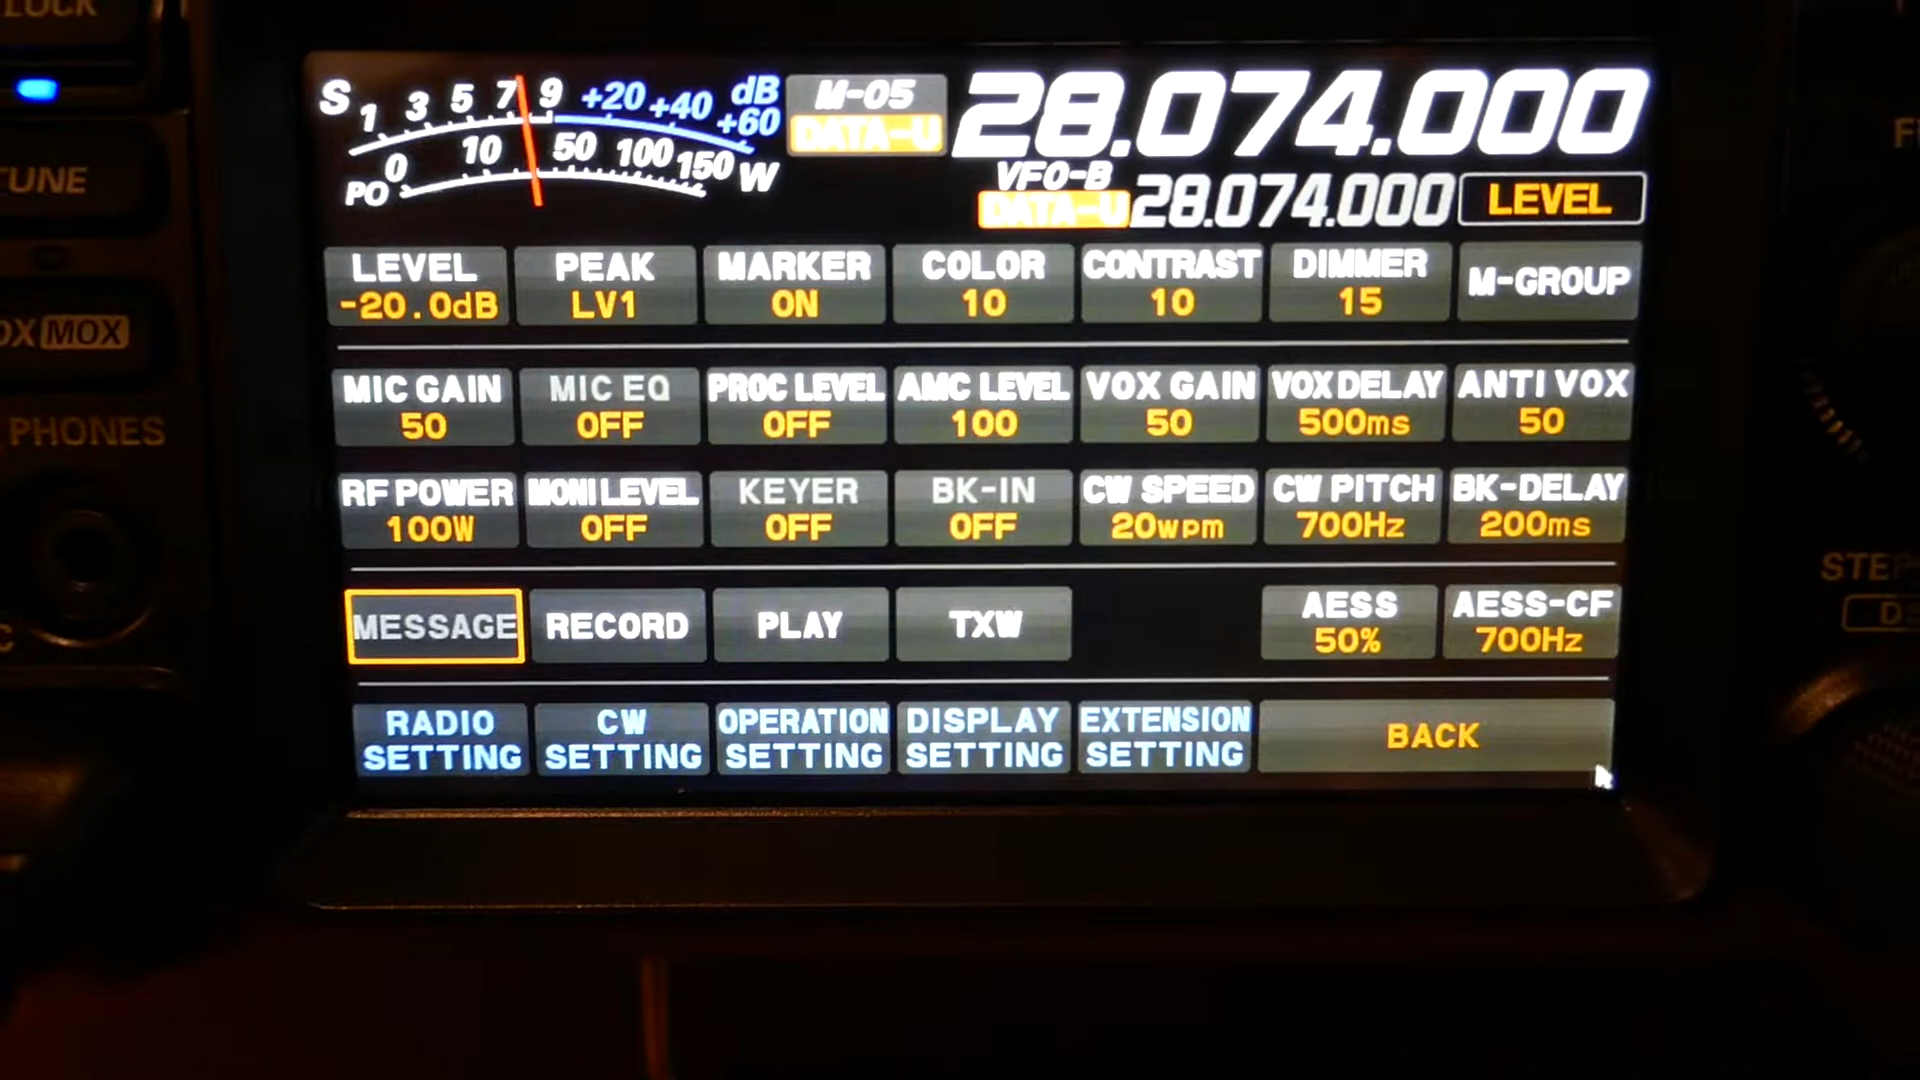 LOCK
TUNE
MOX
PHONES
S 1 3 5 7 9 +20 +40 +60 dB
PO 0 10 50 100 150 W
M-05
DATA-U
28.074.000
VFO-B
DATA-U 28.074.000
LEVEL
LEVEL PEAK MARKER COLOR CONTRAST DIMMER M-GROUP
-20.0dB LV1 ON 10 10 15
MIC GAIN MIC EQ PROC LEVEL AMC LEVEL VOX GAIN VOX DELAY ANTI VOX
50 OFF OFF 100 50 500ms 50
RF POWER MONI LEVEL KEYER BK-IN CW SPEED CW PITCH BK-DELAY
100W OFF OFF OFF 20wpm 700Hz 200ms
MESSAGE RECORD PLAY TXW AESS AESS-CF
50% 700Hz
RADIO CW OPERATION DISPLAY EXTENSION BACK
SETTING SETTING SETTING SETTING SETTING
STEP